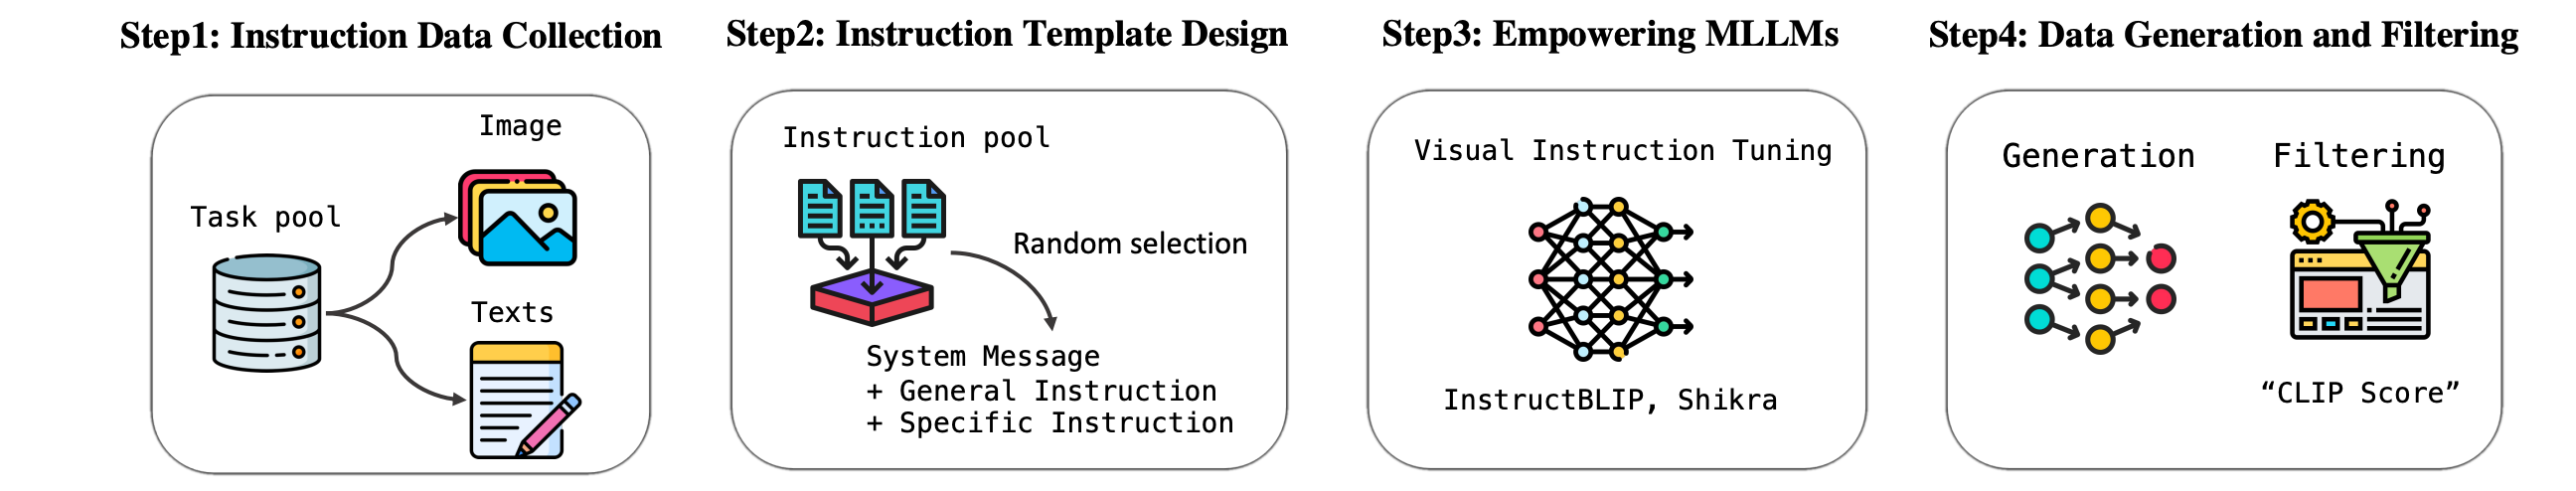 Step1: Instruction Data Collection
Image
Task pool
Texts
Step2: Instruction Template Design
Instruction pool
Random selection
System Message
+ General Instruction
+ Specific Instruction
Step3: Empowering MLLMs
Visual Instruction Tuning
InstructBLIP, Shikra
Step4: Data Generation and Filtering
Generation
Filtering
“CLIP Score”